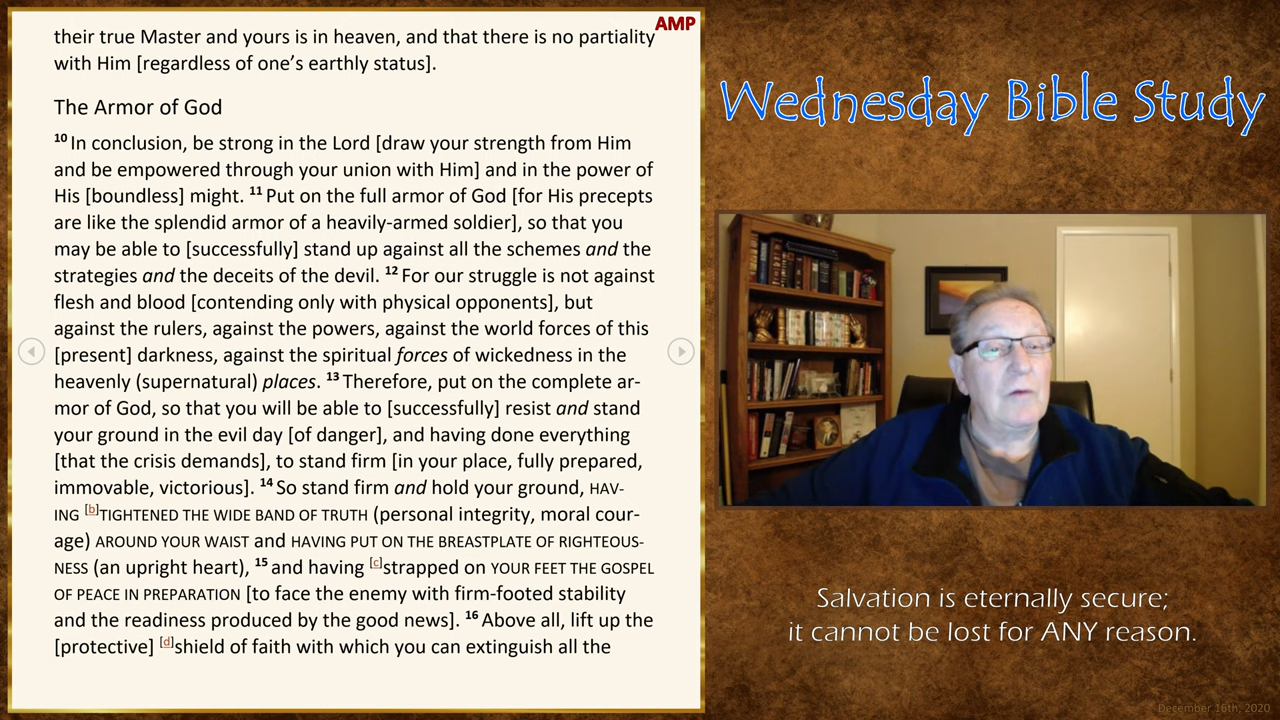 AMP
their true Master and yours is in heaven, and that there is no partiality
with Him [regardless of one’s earthly status].
The Armor of God
10 In conclusion, be strong in the Lord [draw your strength from Him
and be empowered through your union with Him] and in the power of
His [boundless] might. 11 Put on the full armor of God [for His precepts
are like the splendid armor of a heavily-armed soldier], so that you
may be able to [successfully] stand up against all the schemes and the
strategies and the deceits of the devil. 12 For our struggle is not against
flesh and blood [contending only with physical opponents], but
against the rulers, against the powers, against the world forces of this
[present] darkness, against the spiritual forces of wickedness in the
heavenly (supernatural) places. 13 Therefore, put on the complete ar-
mor of God, so that you will be able to [successfully] resist and stand
your ground in the evil day [of danger], and having done everything
[that the crisis demands], to stand firm [in your place, fully prepared,
immovable, victorious]. 14 So stand firm and hold your ground, HAV-
ING [b]TIGHTENED THE WIDE BAND OF TRUTH (personal integrity, moral cour-
age) AROUND YOUR WAIST and HAVING PUT ON THE BREASTPLATE OF RIGHTEOUS-
NESS (an upright heart), 15 and having [c]strapped on YOUR FEET THE GOSPEL
OF PEACE IN PREPARATION [to face the enemy with firm-footed stability
and the readiness produced by the good news]. 16 Above all, lift up the
[protective] [d]shield of faith with which you can extinguish all the
Wednesday Bible Study
Salvation is eternally secure;
it cannot be lost for ANY reason.
December 16th, 2020